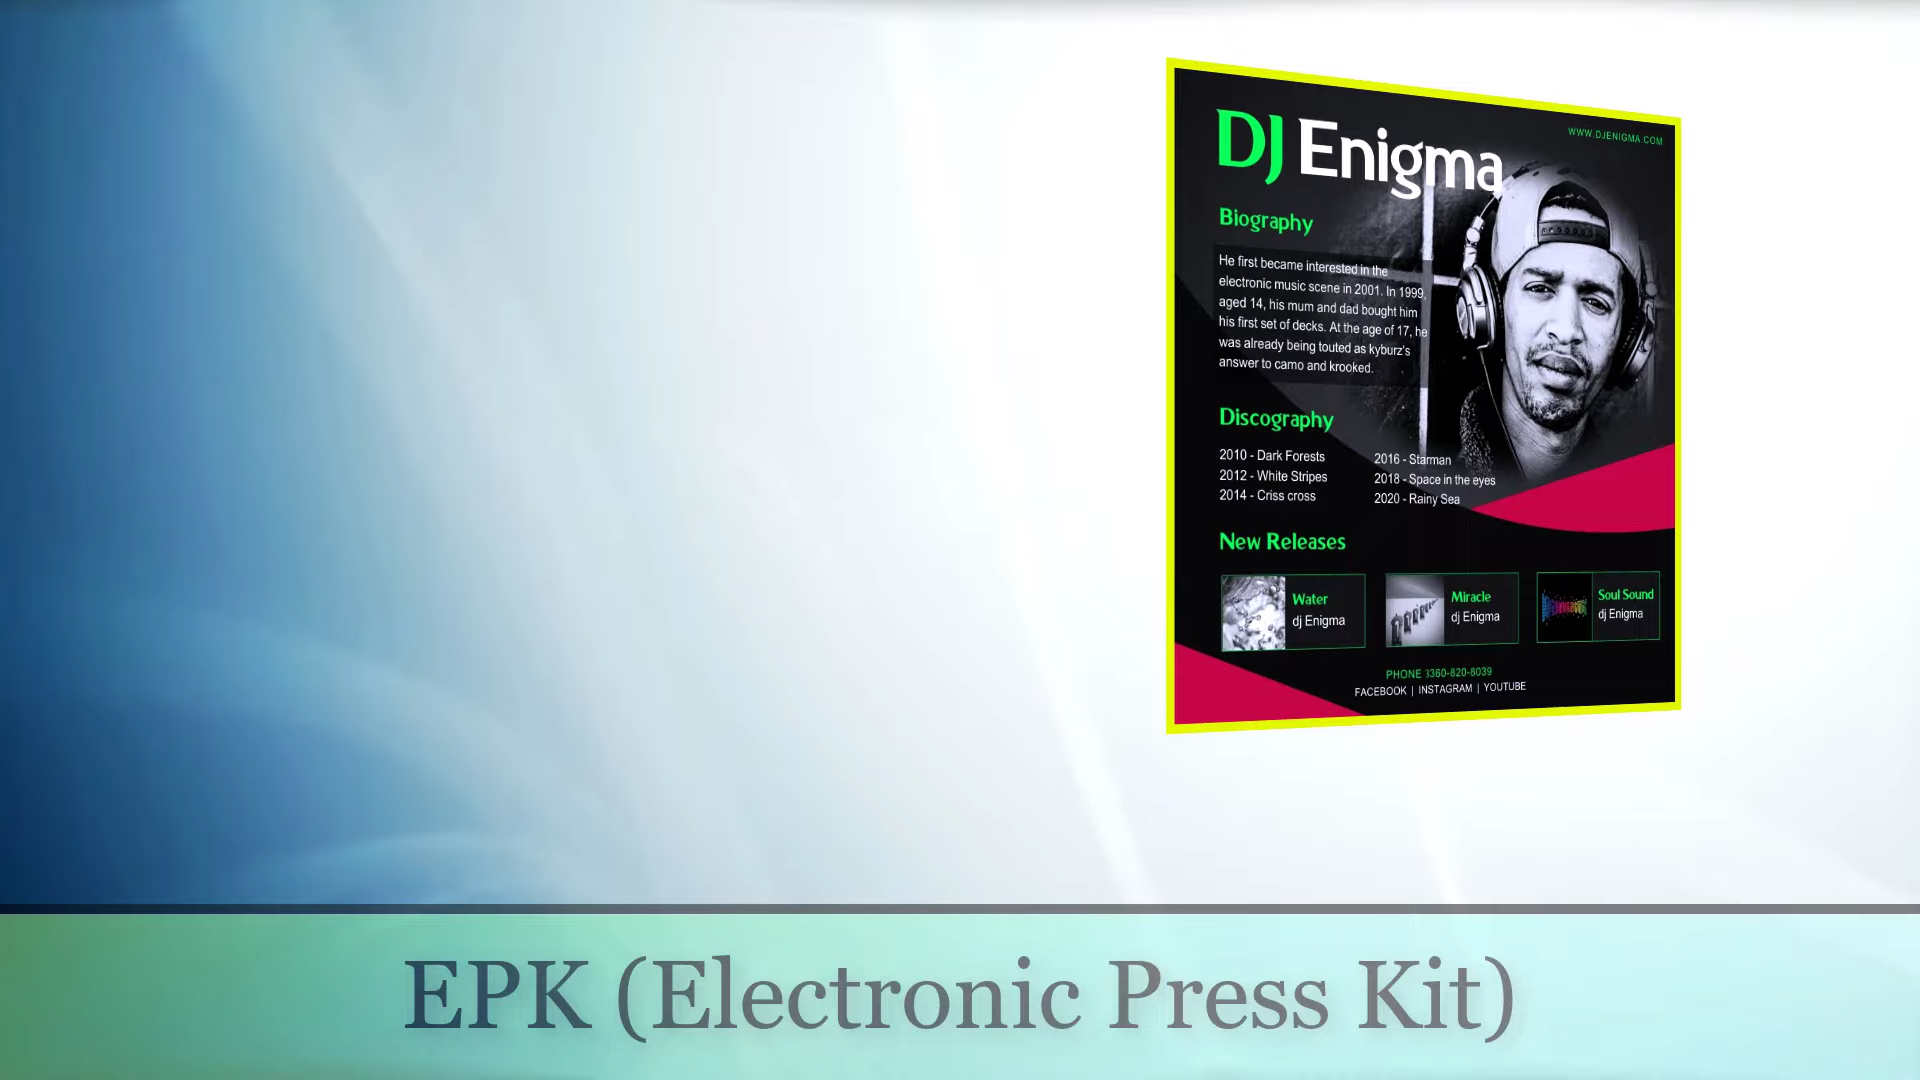 DJ Enigma
WWW.DJENIGMA.COM
Biography
He first became interested in the
electronic music scene in 2001. In 1999,
aged 14, his mum and dad bought him
his first set of decks. At the age of 17, he
was already being touted as kyburz's
answer to camo and krooked.
Discography
2010 - Dark Forests
2012 - White Stripes
2014 - Criss cross
2016 - Starman
2018 - Space in the eyes
2020 - Rainy Sea
New Releases
Water
dj Enigma
Miracle
dj Enigma
Soul Sound
dj Enigma
PHONE 3360-820-8039
FACEBOOK | INSTAGRAM | YOUTUBE
EPK (Electronic Press Kit)